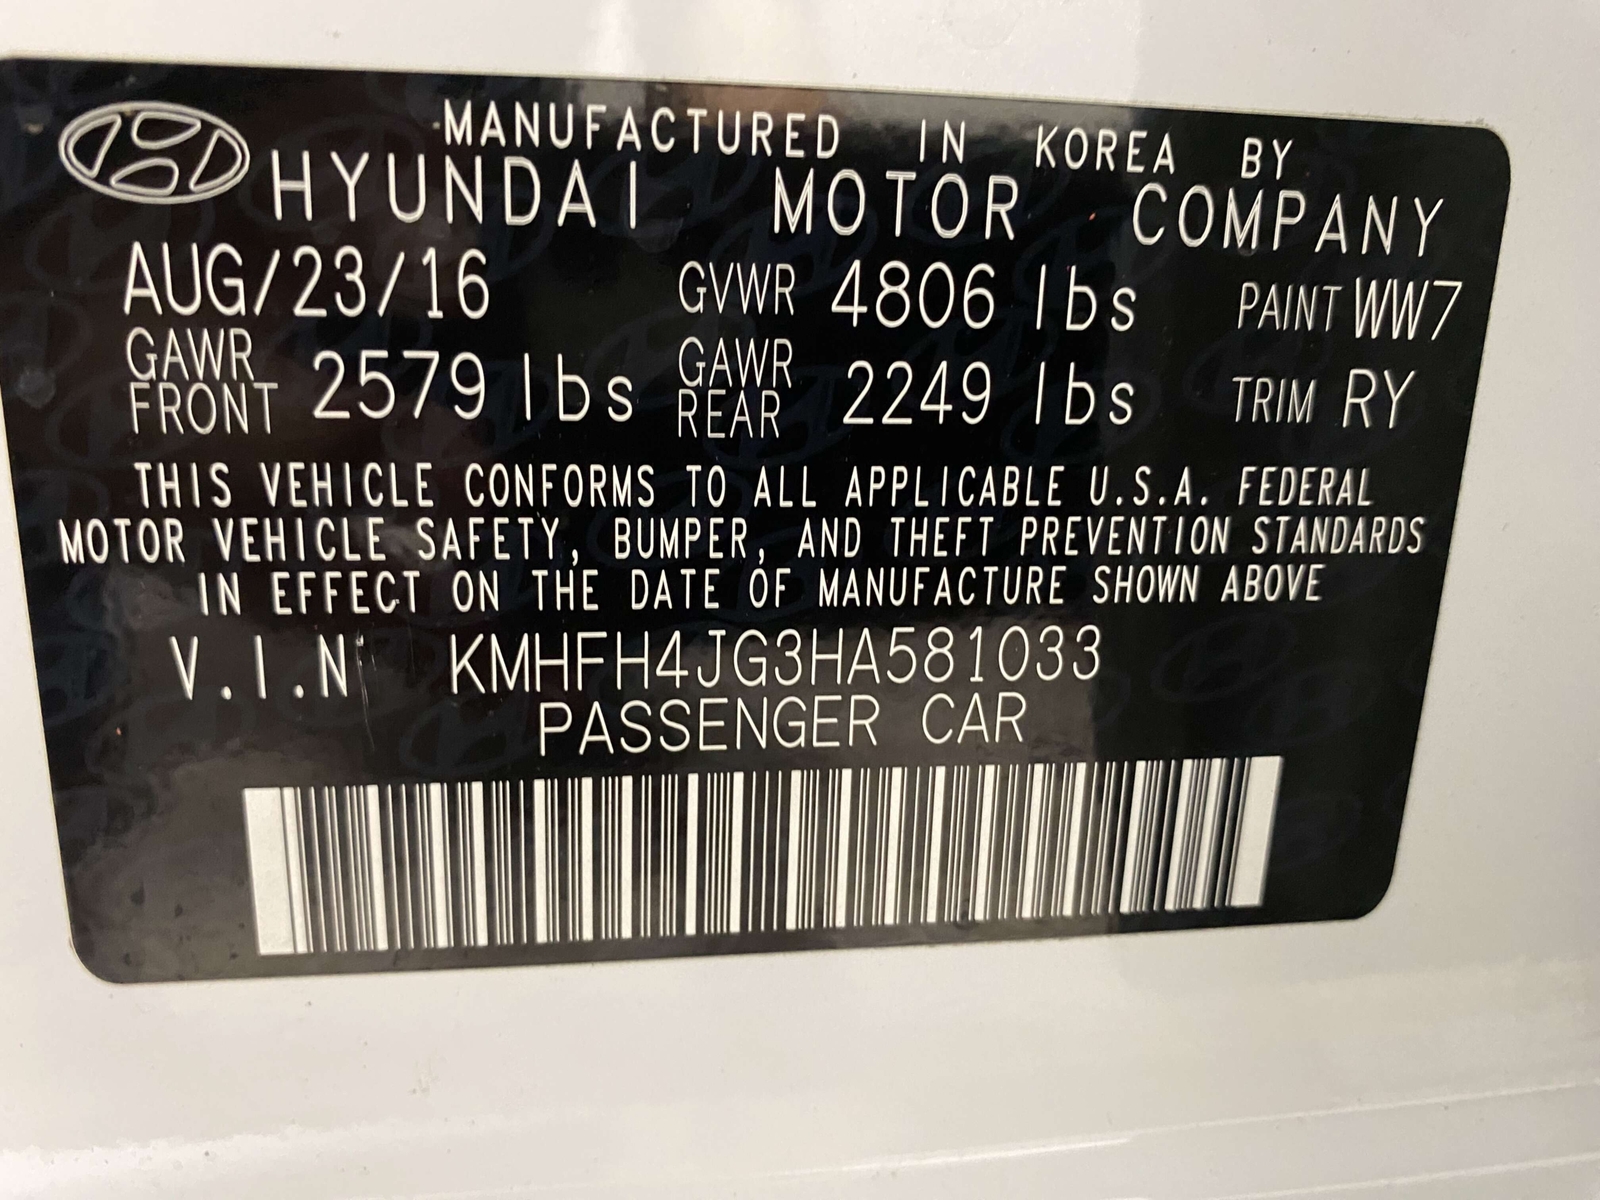 MANUFACTURED IN KOREA BY
HYUNDAI MOTOR COMPANY
AUG/23/16 GVWR 4806 lbs PAINT WW7
GAWR FRONT 2579 lbs GAWR REAR 2249 lbs TRIM RY
THIS VEHICLE CONFORMS TO ALL APPLICABLE U.S.A. FEDERAL
MOTOR VEHICLE SAFETY, BUMPER, AND THEFT PREVENTION STANDARDS
IN EFFECT ON THE DATE OF MANUFACTURE SHOWN ABOVE
V.I.N KMHFH4JG3HA581033
PASSENGER CAR